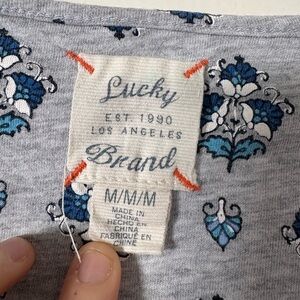 Lucky
EST. 1990
LOS ANGELES
Brand
M/M/M
MADE IN
CHINA
HECHO EN
CHINA
FABRIQUÉ EN
CHINE